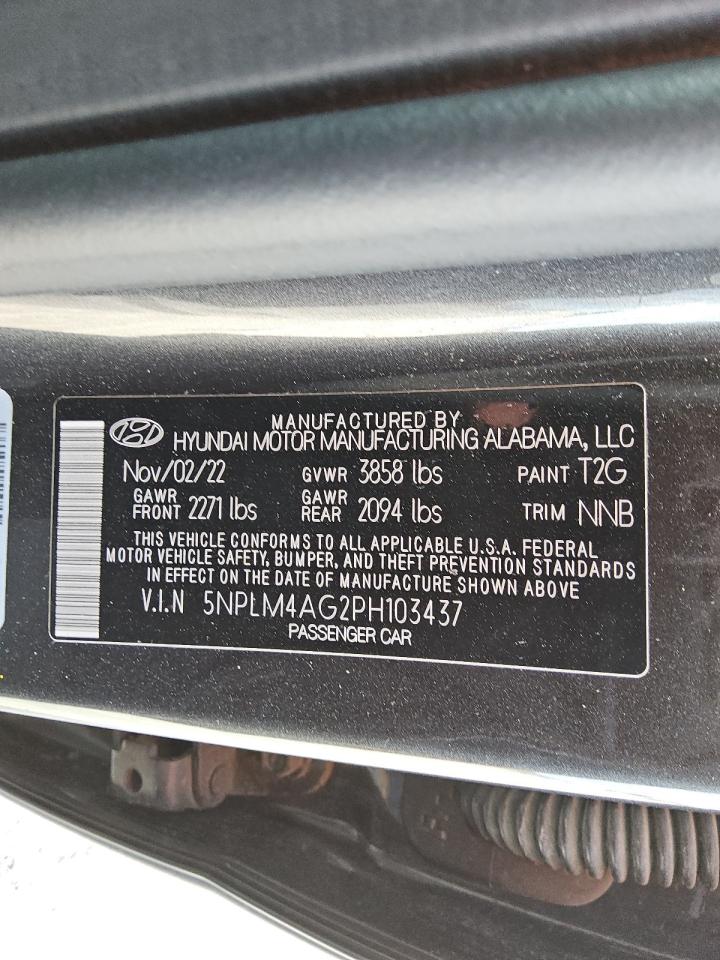 MANUFACTURED BY
HYUNDAI MOTOR MANUFACTURING ALABAMA, LLC
Nov/02/22 GVWR 3858 lbs PAINT T2G
GAWR FRONT 2271 lbs GAWR REAR 2094 lbs TRIM NNB
THIS VEHICLE CONFORMS TO ALL APPLICABLE U.S.A. FEDERAL
MOTOR VEHICLE SAFETY, BUMPER, AND THEFT PREVENTION STANDARDS
IN EFFECT ON THE DATE OF MANUFACTURE SHOWN ABOVE
V.I.N 5NPLM4AG2PH103437
PASSENGER CAR